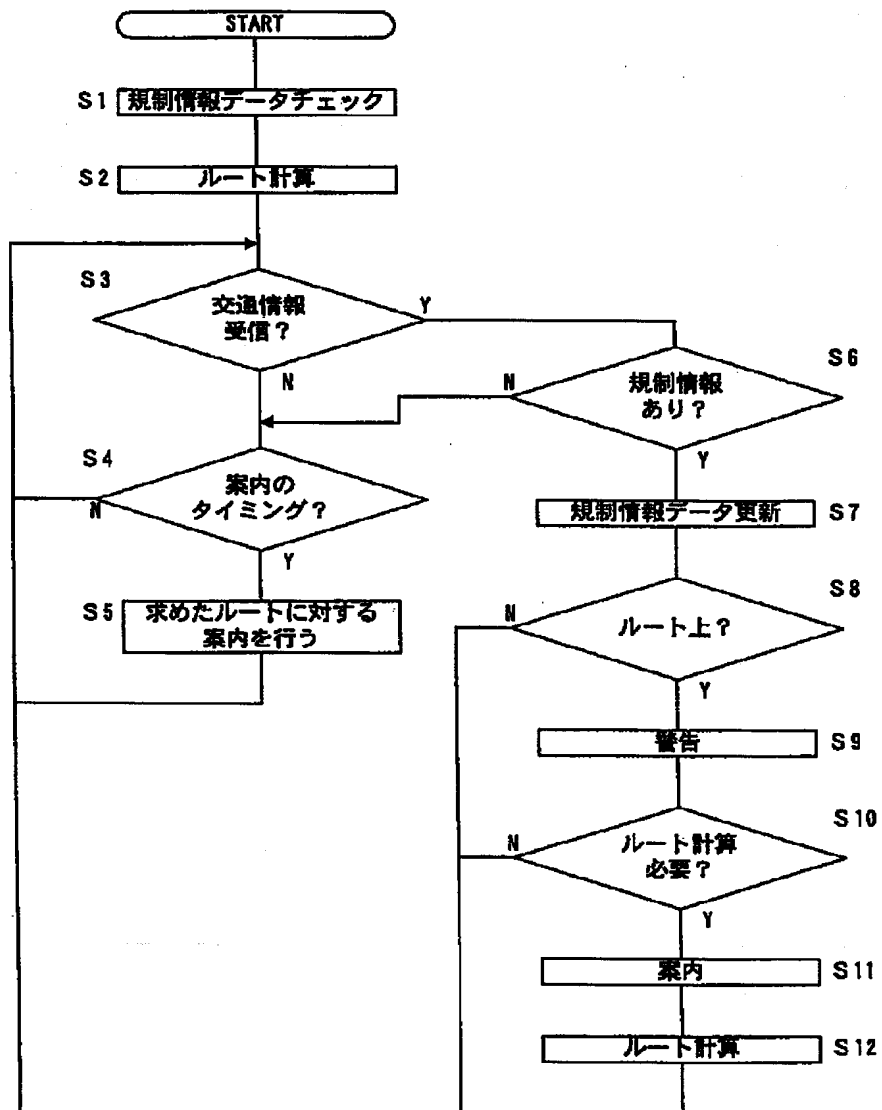 START
S1 規制情報データチェック
S2 ルート計算
S3
交通情報
受信?
Y
N
S4
案内の
タイミング?
N
Y
S5 求めたルートに対する
案内を行う
S6
規制情報
あり?
N
Y
規制情報データ更新 S7
S8
ルート上?
N
Y
警告 S9
S10
ルート計算
必要?
N
Y
案内 S11
ルート計算 S12